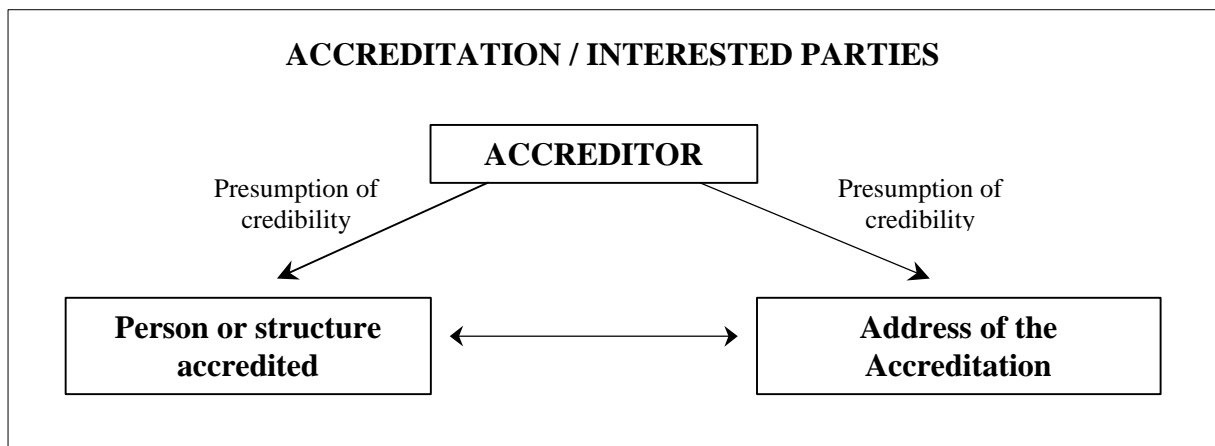 ACCREDITATION / INTERESTED PARTIES
ACCREDITOR
Presumption of
credibility
Presumption of
credibility
Person or structure
accredited
Address of the
Accreditation